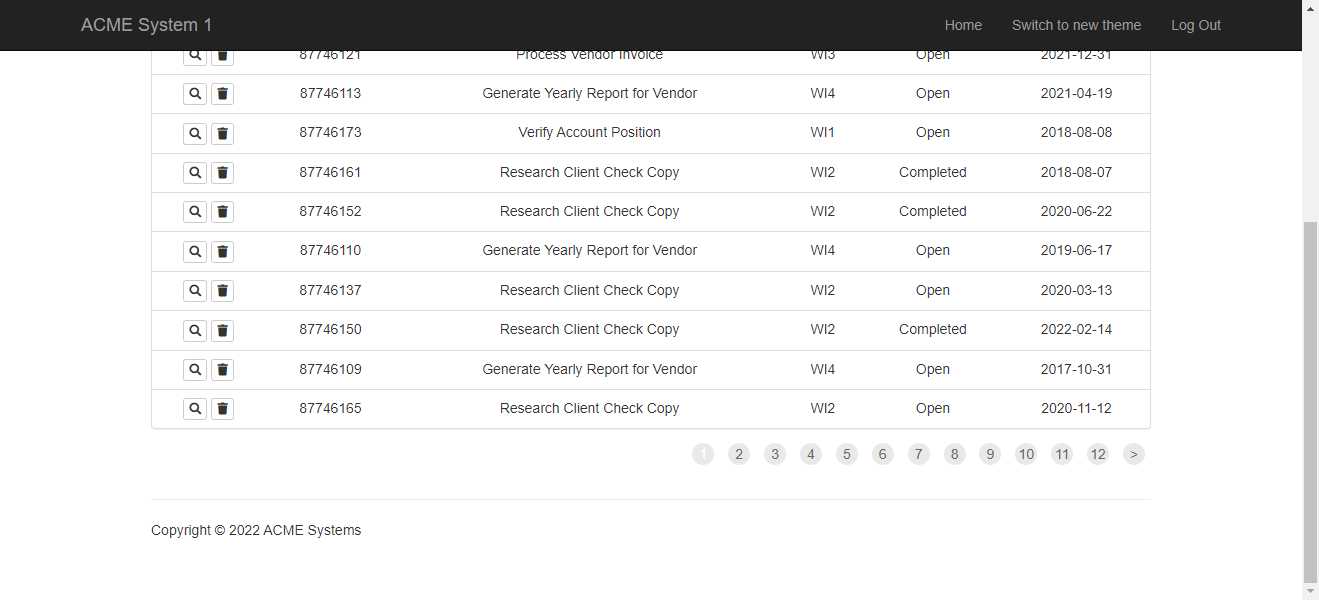 ACME System 1 Home Switch to new theme Log Out
87746121 Process Vendor Invoice WI3 Open 2021-12-31
87746113 Generate Yearly Report for Vendor WI4 Open 2021-04-19
87746173 Verify Account Position WI1 Open 2018-08-08
87746161 Research Client Check Copy WI2 Completed 2018-08-07
87746152 Research Client Check Copy WI2 Completed 2020-06-22
87746110 Generate Yearly Report for Vendor WI4 Open 2019-06-17
87746137 Research Client Check Copy WI2 Open 2020-03-13
87746150 Research Client Check Copy WI2 Completed 2022-02-14
87746109 Generate Yearly Report for Vendor WI4 Open 2017-10-31
87746165 Research Client Check Copy WI2 Open 2020-11-12
1 2 3 4 5 6 7 8 9 10 11 12 >
Copyright © 2022 ACME Systems